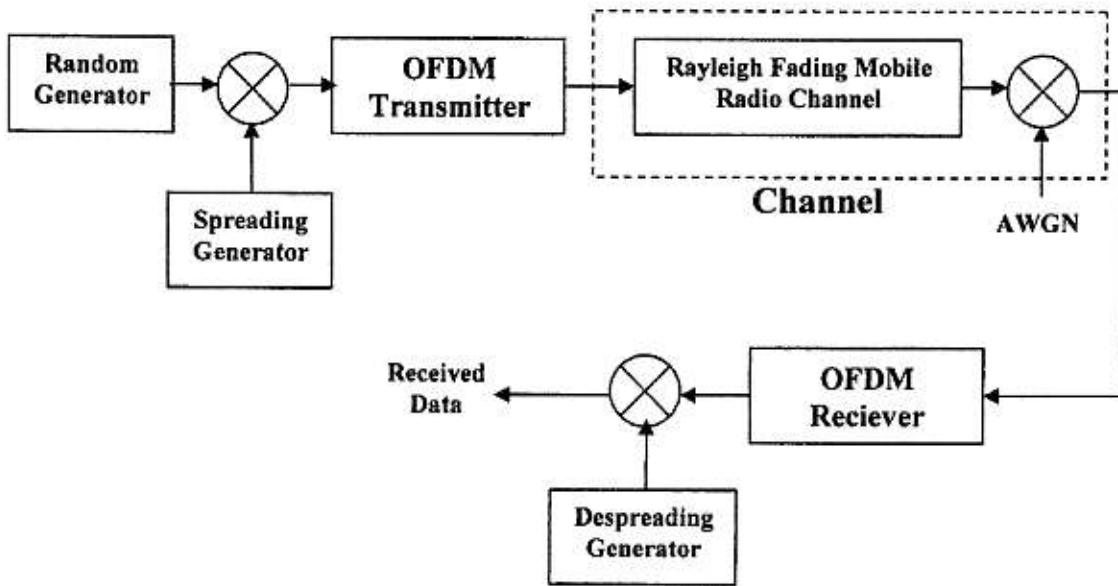 Random
Generator
OFDM
Transmitter
Rayleigh Fading Mobile
Radio Channel
Channel
AWGN
Spreading
Generator
Received
Data
OFDM
Reciever
Despreading
Generator